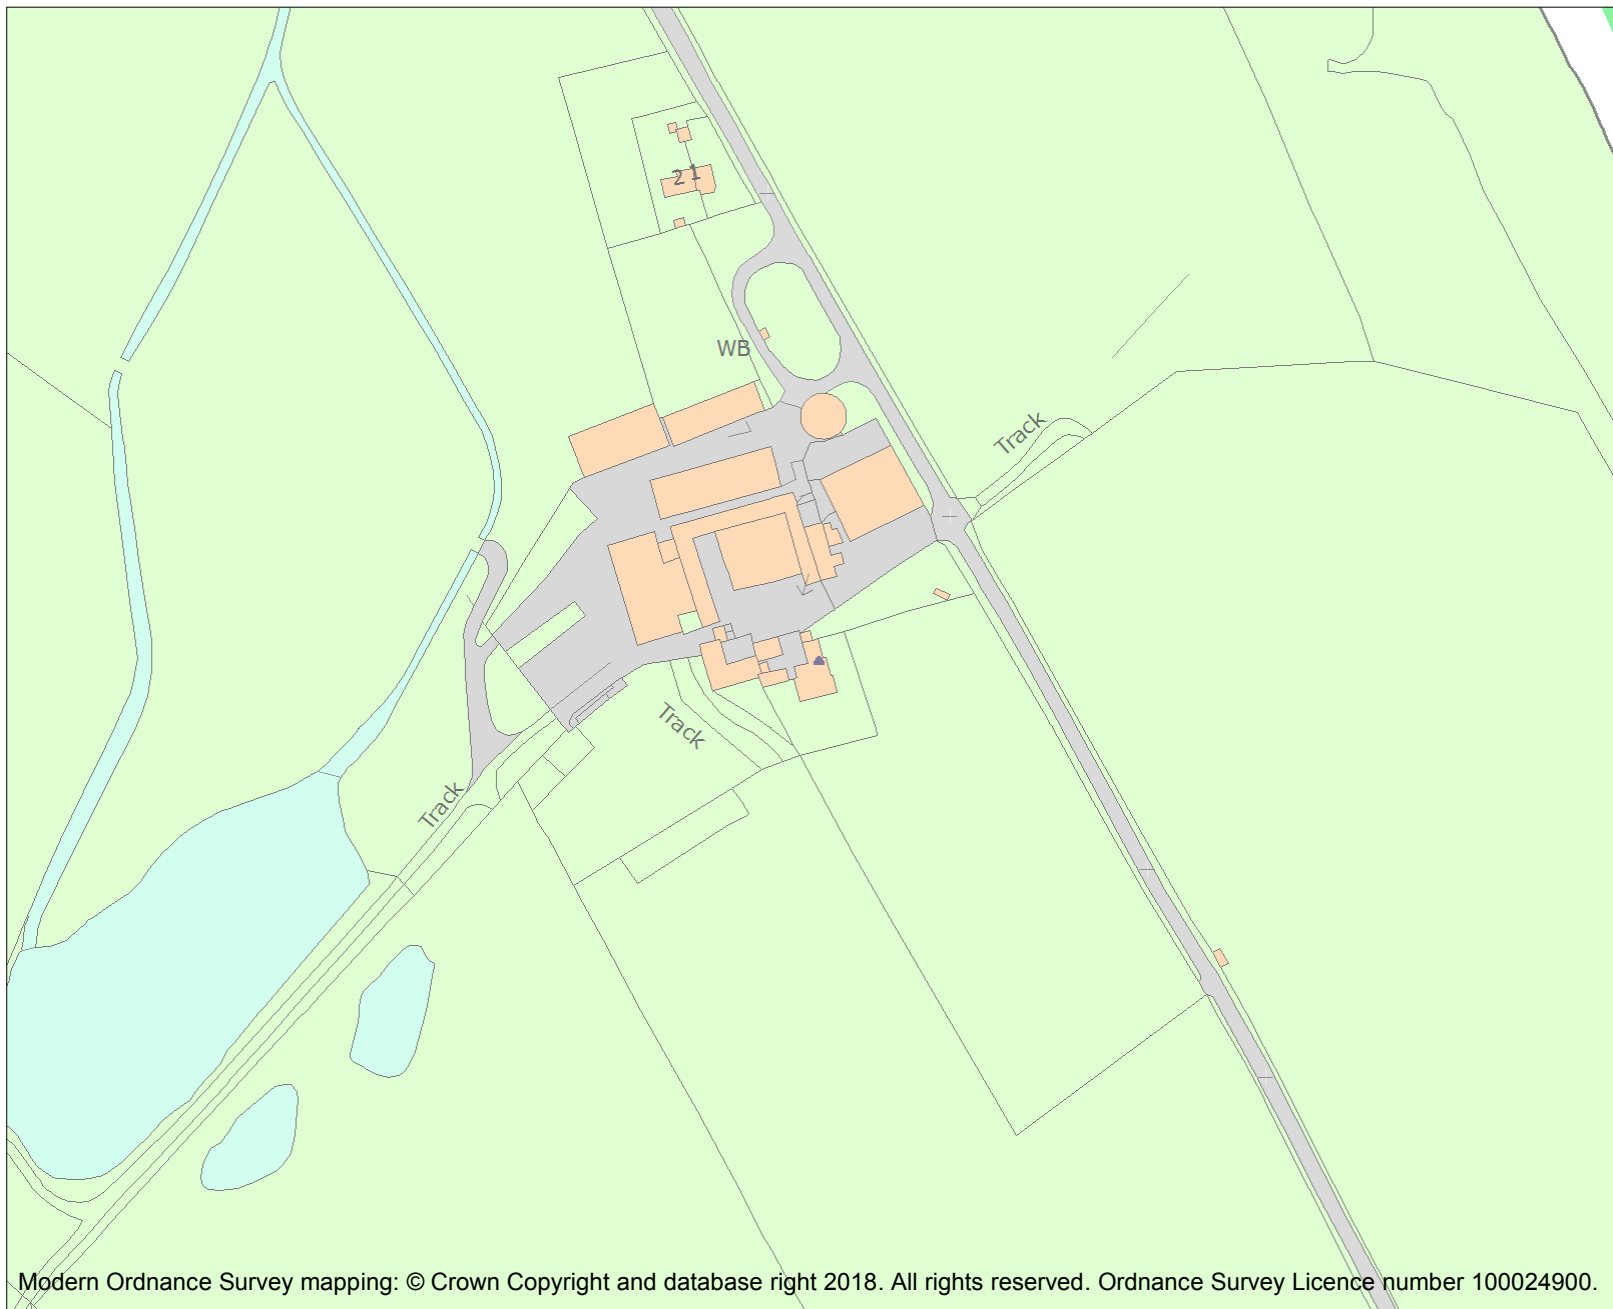 2 1
WB
Track
Track
Track
Modern Ordnance Survey mapping: © Crown Copyright and database right 2018. All rights reserved. Ordnance Survey Licence number 100024900.